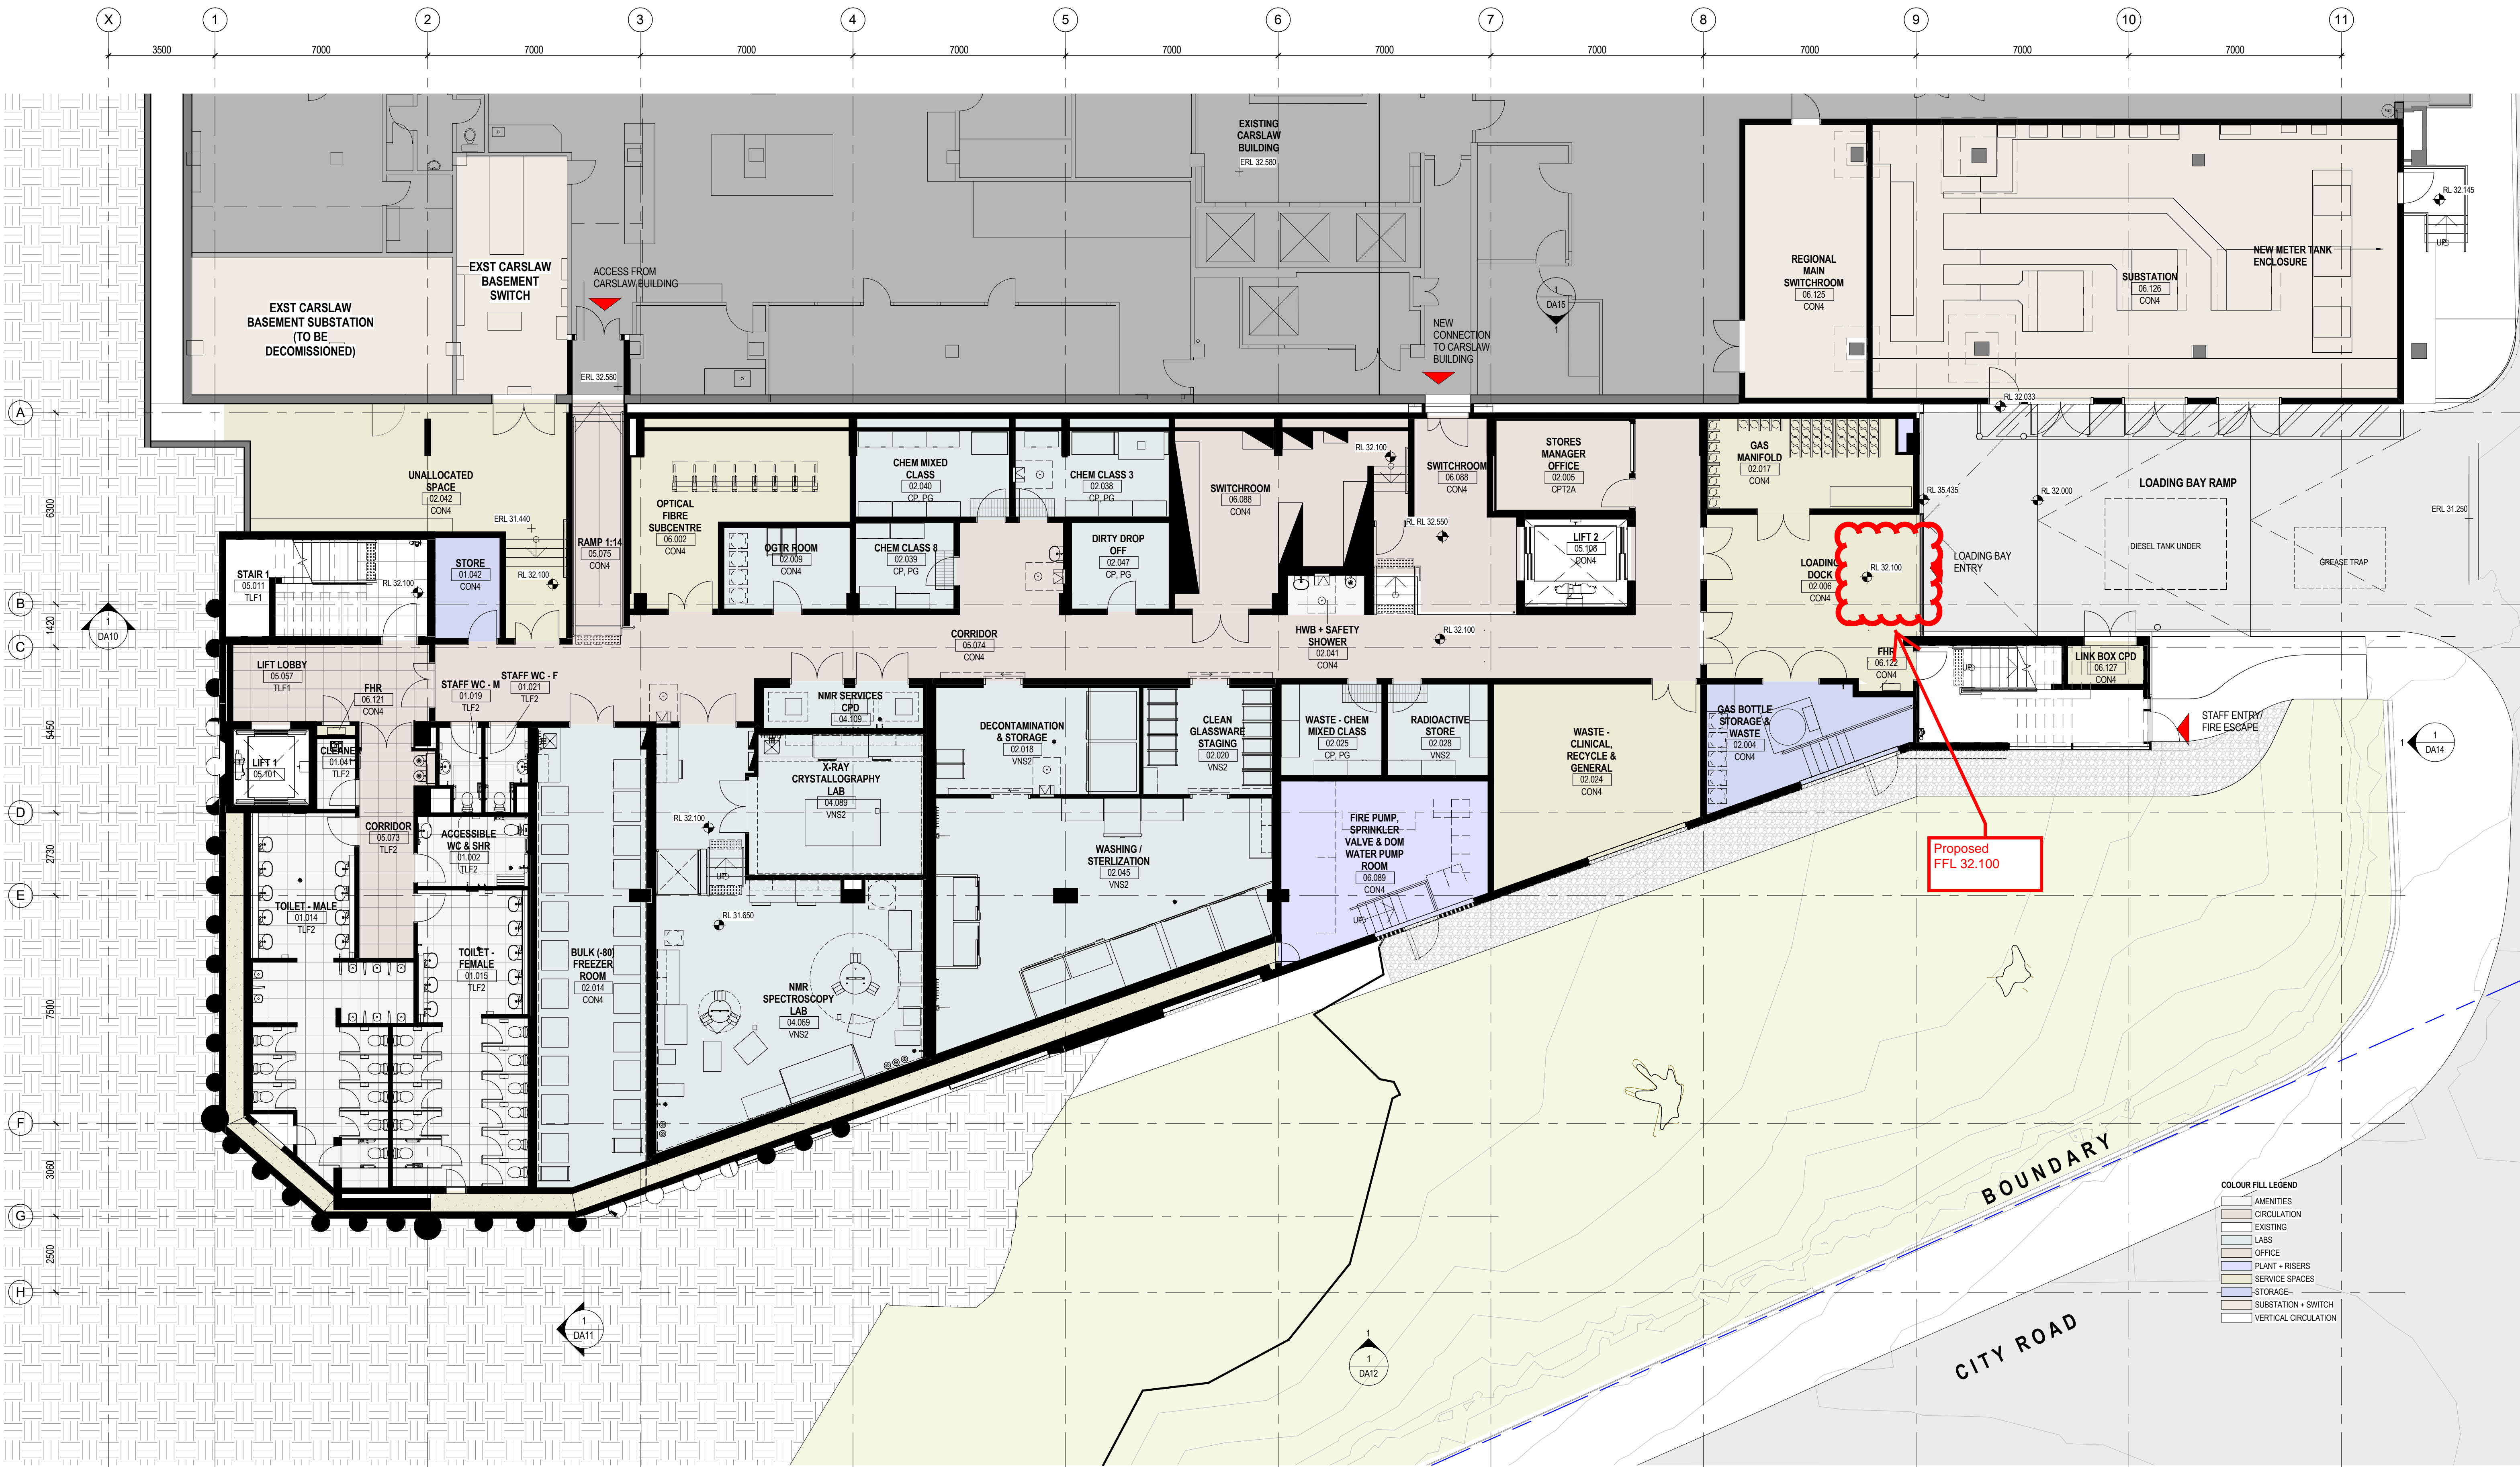 X
1
2
3
4
5
6
7
8
9
10
11
3500
7000
7000
7000
7000
7000
7000
7000
7000
7000
7000
EXISTING
CARSLAW
BUILDING
ERL 32.580
RL 32.145
UP
EXST CARSLAW
BASEMENT
SWITCH
ACCESS FROM
CARSLAW BUILDING
EXST CARSLAW
BASEMENT SUBSTATION
(TO BE
DECOMISSIONED)
ERL 32.580
1
DA15
1
NEW
CONNECTION
TO CARSLAW
BUILDING
REGIONAL
MAIN
SWITCHROOM
06.125
CON4
SUBSTATION
06.126
CON4
NEW METER TANK
ENCLOSURE
RL 32.033
A
B
C
D
E
F
G
H
6300
1420
5450
2730
7500
3060
2500
UNALLOCATED
SPACE
02.042
CON4
ERL 31.440
RL 32.100
STAIR 1
05.011
TLF1
RL 32.100
STORE
01.042
CON4
RAMP 1:14
05.075
CON4
OPTICAL
FIBRE
SUBCENTRE
06.002
CON4
OGTR ROOM
02.009
CON4
CHEM MIXED
CLASS
02.040
CP, PG
CHEM CLASS 3
02.038
CP, PG
CHEM CLASS 8
02.039
CP, PG
DIRTY DROP
OFF
02.047
CP, PG
SWITCHROOM
06.088
CON4
RL 32.100
SWITCHROOM
06.088
CON4
RL RL 32.550
STORES
MANAGER
OFFICE
02.005
CPT2A
LIFT 2
05.108
CON4
GAS
MANIFOLD
02.017
CON4
LOADING
DOCK
02.006
CON4
RL 32.100
RL 35.435
RL 32.000
LOADING BAY RAMP
ERL 31.250
DIESEL TANK UNDER
GREASE TRAP
LOADING BAY
ENTRY
1
DA10
LIFT LOBBY
05.057
TLF1
FHR
06.121
CON4
STAFF WC - M
01.019
TLF2
STAFF WC - F
01.021
TLF2
CORRIDOR
05.074
CON4
HWB + SAFETY
SHOWER
02.041
CON4
RL 32.100
FHR
06.122
CON4
UP
LINK BOX CPD
06.127
CON4
STAFF ENTRY/
FIRE ESCAPE
1
1
DA14
LIFT 1
05.101
CLEANER
01.041
TLF2
NMR SERVICES
CPD
04.109
DECONTAMINATION
& STORAGE
02.018
VNS2
CLEAN
GLASSWARE
STAGING
02.020
VNS2
WASTE - CHEM
MIXED CLASS
02.025
CP, PG
RADIOACTIVE
STORE
02.028
VNS2
WASTE -
CLINICAL,
RECYCLE &
GENERAL
02.024
CON4
GAS BOTTLE
STORAGE &
WASTE
02.004
CON4
X-RAY
CRYSTALLOGRAPHY
LAB
04.089
VNS2
RL 32.100
UP
RL 31.650
CORRIDOR
05.073
TLF2
ACCESSIBLE
WC & SHR
01.002
TLF2
WASHING /
STERLIZATION
02.045
VNS2
FIRE PUMP,
SPRINKLER
VALVE & DOM
WATER PUMP
ROOM
06.089
CON4
UP
Proposed
FFL 32.100
TOILET - MALE
01.014
TLF2
TOILET -
FEMALE
01.015
TLF2
BULK (-80)
FREEZER
ROOM
02.014
CON4
NMR
SPECTROSCOPY
LAB
04.069
VNS2
BOUNDARY
CITY ROAD
1
DA11
1
1
DA12
COLOUR FILL LEGEND
AMENITIES
CIRCULATION
EXISTING
LABS
OFFICE
PLANT + RISERS
SERVICE SPACES
STORAGE
SUBSTATION + SWITCH
VERTICAL CIRCULATION